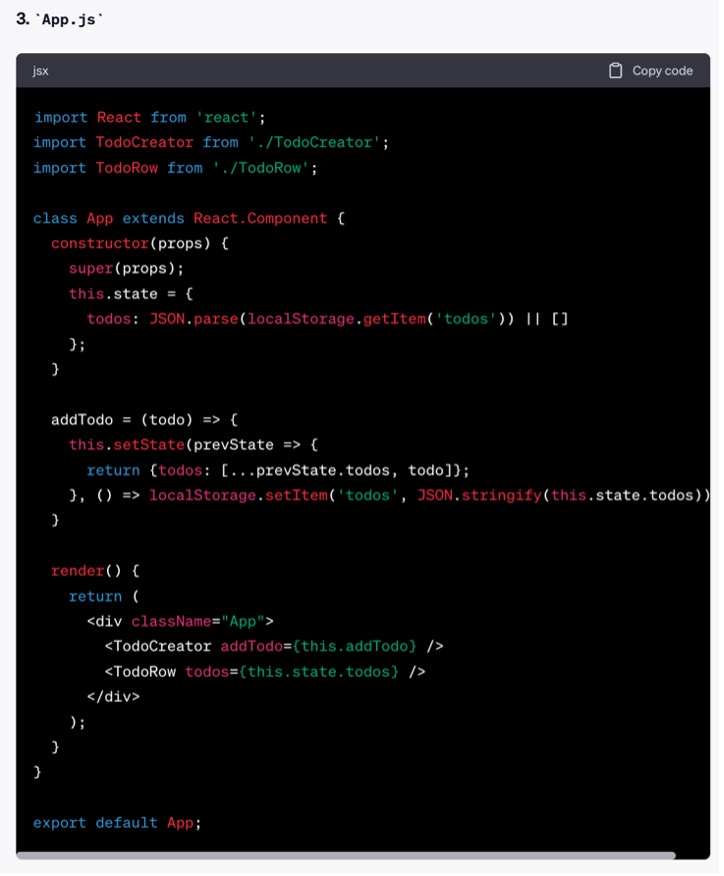 3. `App.js`
jsx
Copy code
import React from 'react';
import TodoCreator from './TodoCreator';
import TodoRow from './TodoRow';
class App extends React.Component {
  constructor(props) {
    super(props);
    this.state = {
      todos: JSON.parse(localStorage.getItem('todos')) || []
    };
  }
  addTodo = (todo) => {
    this.setState(prevState => {
      return {todos: [...prevState.todos, todo]};
    }, () => localStorage.setItem('todos', JSON.stringify(this.state.todos))
  }
  render() {
    return (
      <div className="App">
        <TodoCreator addTodo={this.addTodo} />
        <TodoRow todos={this.state.todos} />
      </div>
    );
  }
}
export default App;